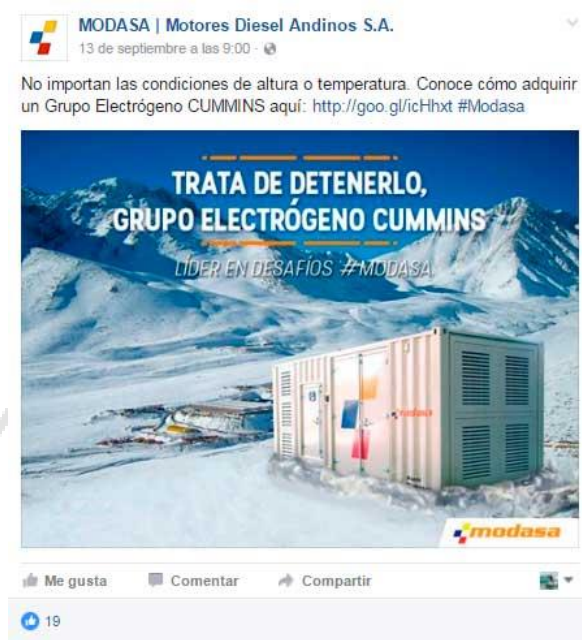 MODASA | Motores Diesel Andinos S.A.
13 de septiembre a las 9:00 ·
No importan las condiciones de altura o temperatura. Conoce cómo adquirir
un Grupo Electrógeno CUMMINS aquí: http://goo.gl/icHhxt #Modasa
TRATA DE DETENERLO,
GRUPO ELECTRÓGENO CUMMINS
LÍDER EN DESAFÍOS #MODASA
modasa
modasa
Me gusta Comentar Compartir
19